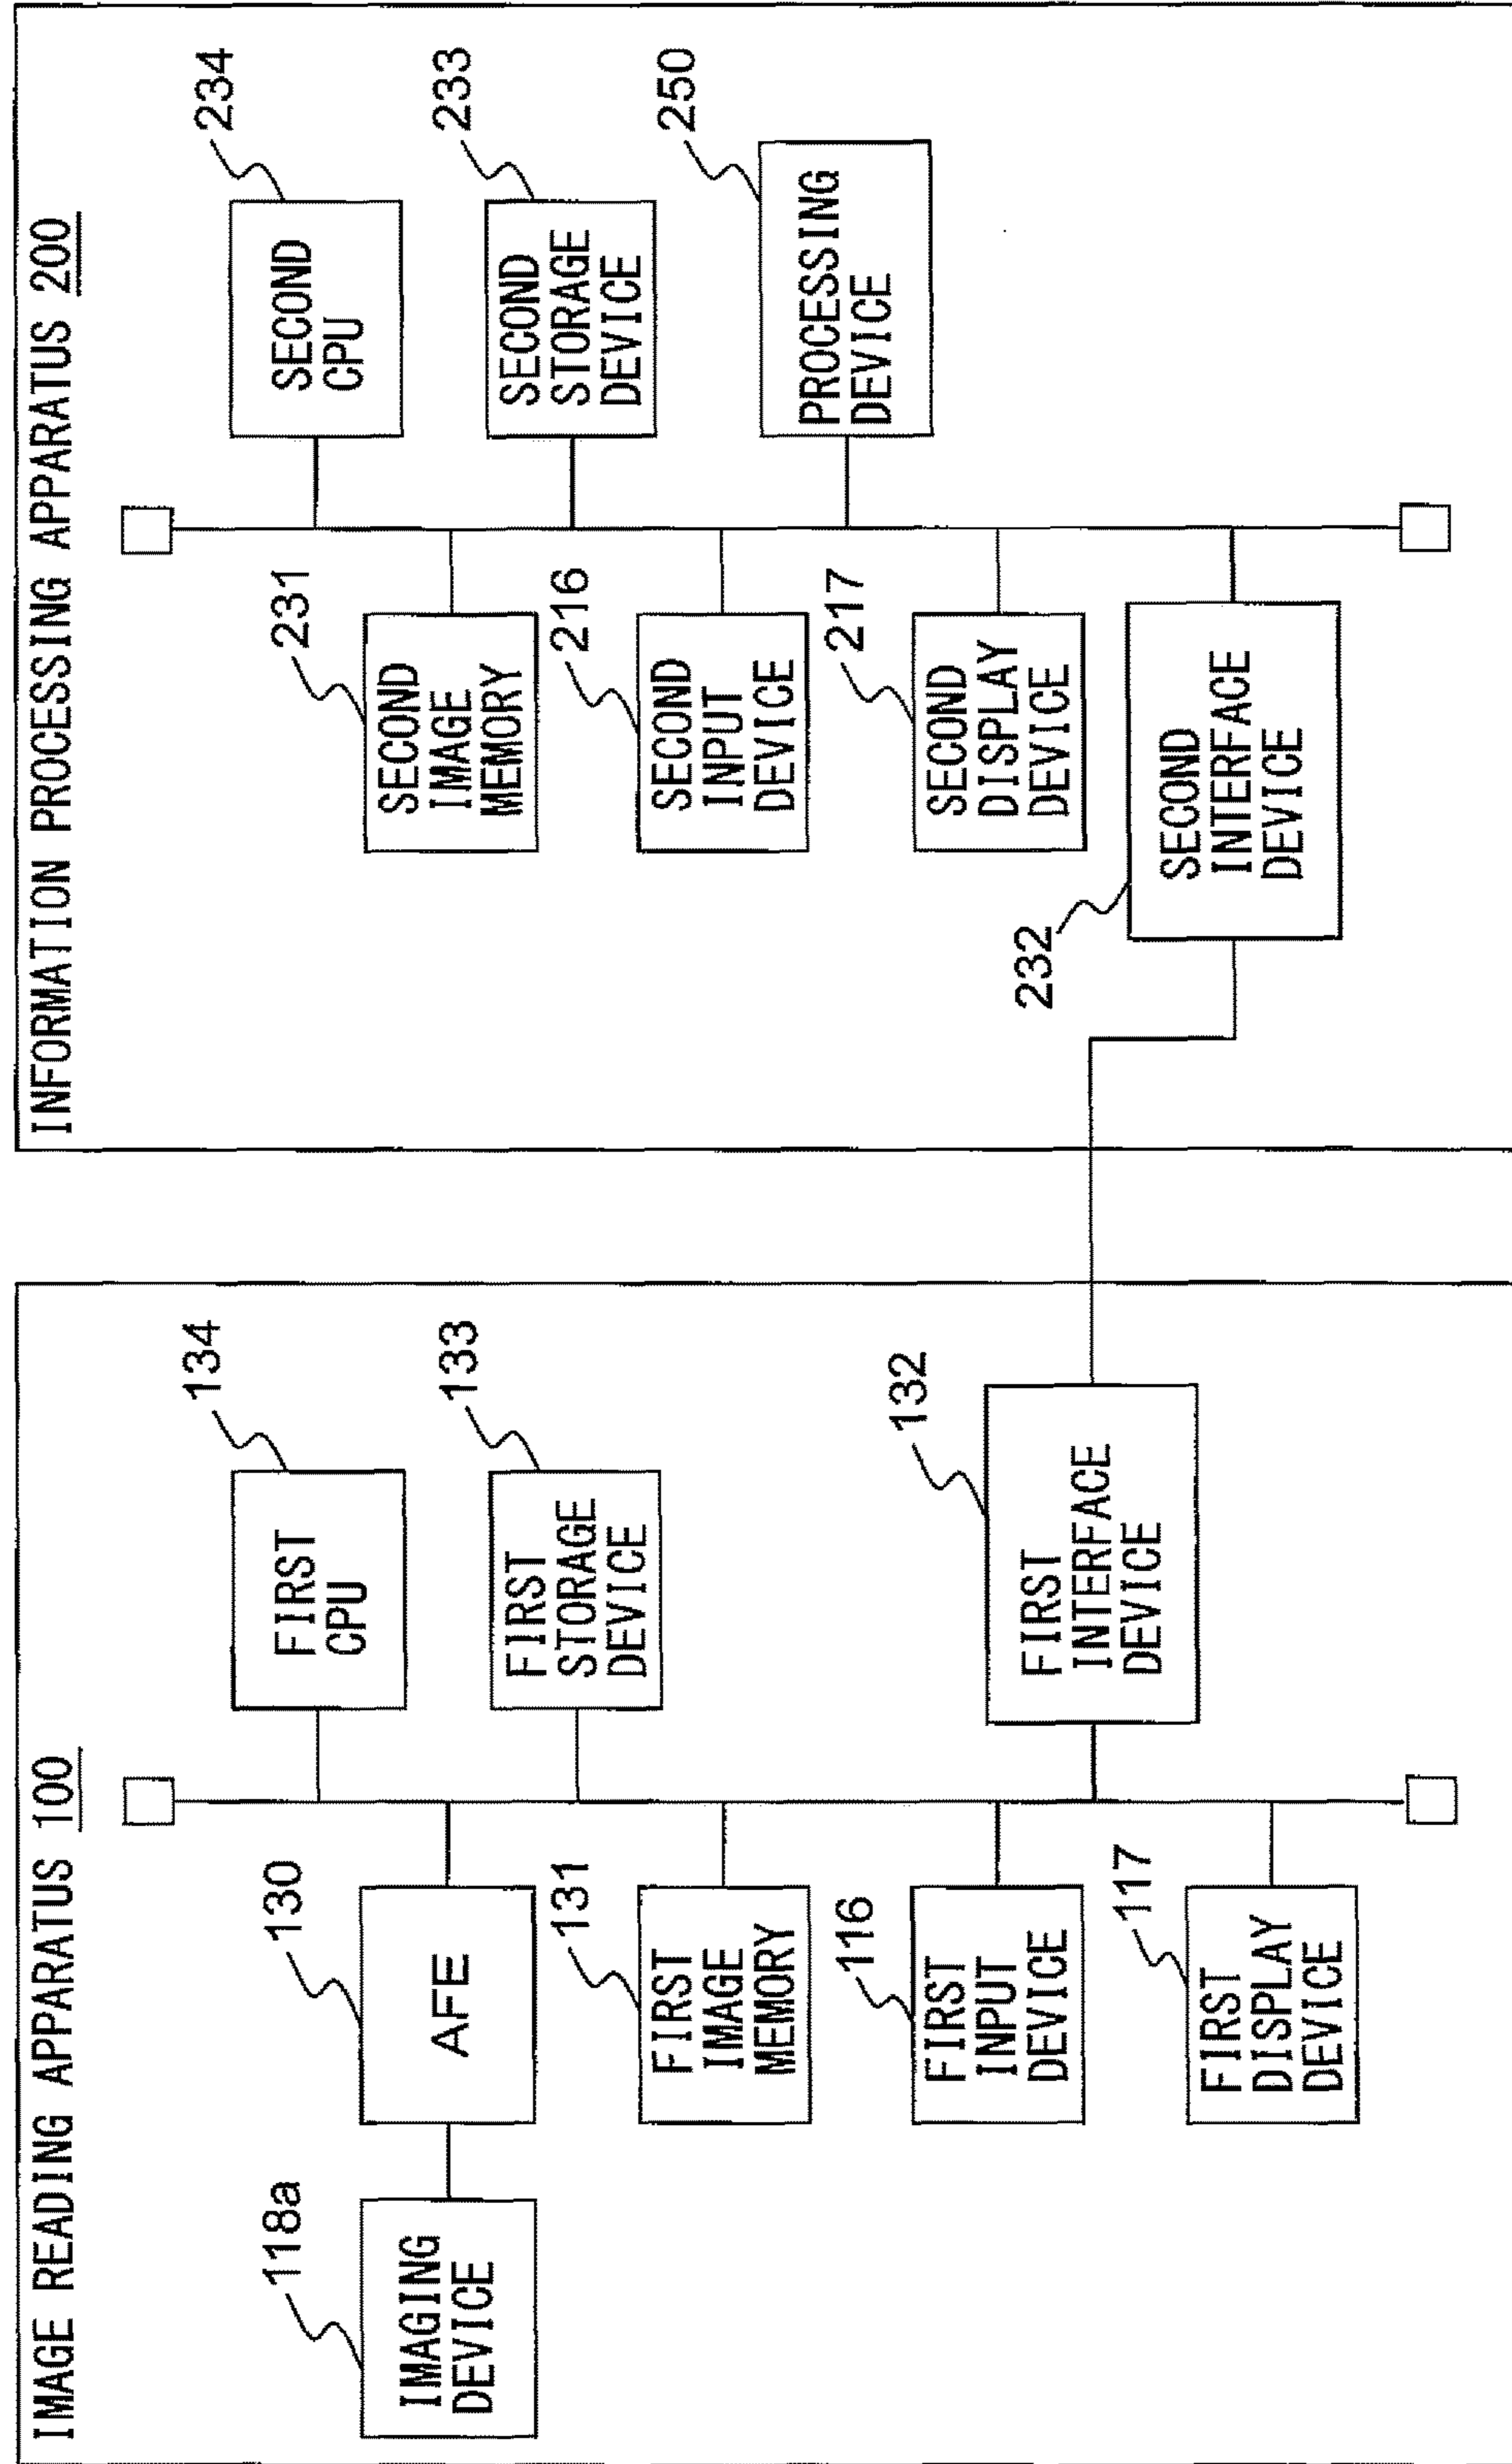 IMAGE READING APPARATUS 100
118a
IMAGING
DEVICE
130
AFE
134
FIRST
CPU
133
FIRST
STORAGE
DEVICE
131
FIRST
IMAGE
MEMORY
116
FIRST
INPUT
DEVICE
132
FIRST
INTERFACE
DEVICE
117
FIRST
DISPLAY
DEVICE
INFORMATION PROCESSING APPARATUS 200
234
SECOND
CPU
231
SECOND
IMAGE
MEMORY
233
SECOND
STORAGE
DEVICE
216
SECOND
INPUT
DEVICE
250
PROCESSING
DEVICE
217
SECOND
DISPLAY
DEVICE
232
SECOND
INTERFACE
DEVICE